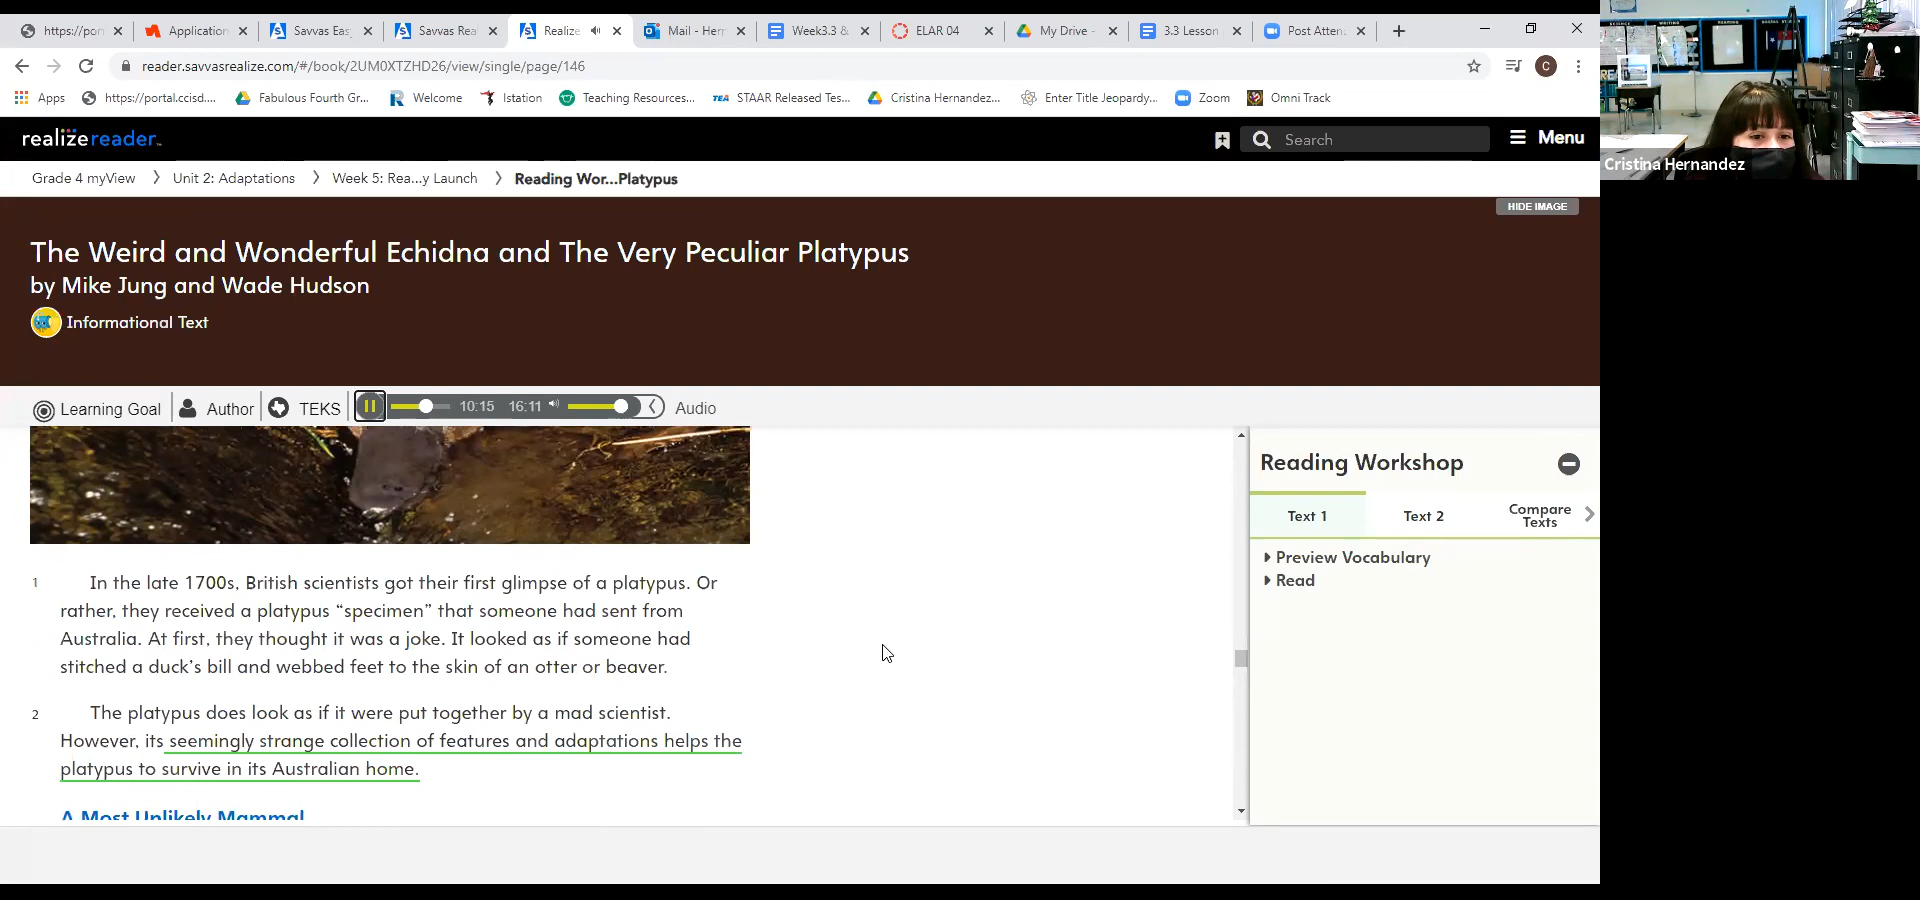 https://por
Application
Savvas Eas
Savvas Rea
Realize
Mail - Hern
Week3.3 &
ELAR 04
My Drive -
3.3 Lesson
Post Atten
reader.savvasrealize.com/#/book/2UM0XTZHD26/view/single/page/146
C
Apps
https://portal.ccisd....
Fabulous Fourth Gr...
Welcome
Istation
Teaching Resources...
TEA STAAR Released Tes...
Cristina Hernandez...
Enter Title Jeopardy...
Zoom
Omni Track
realizereader
Search
Menu
Grade 4 myView
Unit 2: Adaptations
Week 5: Rea...y Launch
Reading Wor...Platypus
HIDE IMAGE
The Weird and Wonderful Echidna and The Very Peculiar Platypus
by Mike Jung and Wade Hudson
Informational Text
Learning Goal
Author
TEKS
10:15
16:11
Audio
1 In the late 1700s, British scientists got their first glimpse of a platypus. Or
rather, they received a platypus “specimen” that someone had sent from
Australia. At first, they thought it was a joke. It looked as if someone had
stitched a duck’s bill and webbed feet to the skin of an otter or beaver.
2 The platypus does look as if it were put together by a mad scientist.
However, its seemingly strange collection of features and adaptations helps the
platypus to survive in its Australian home.
A Most Unlikely Mammal
Reading Workshop
Text 1
Text 2
Compare
Texts
Preview Vocabulary
Read
WRITING
READING
Cristina Hernandez